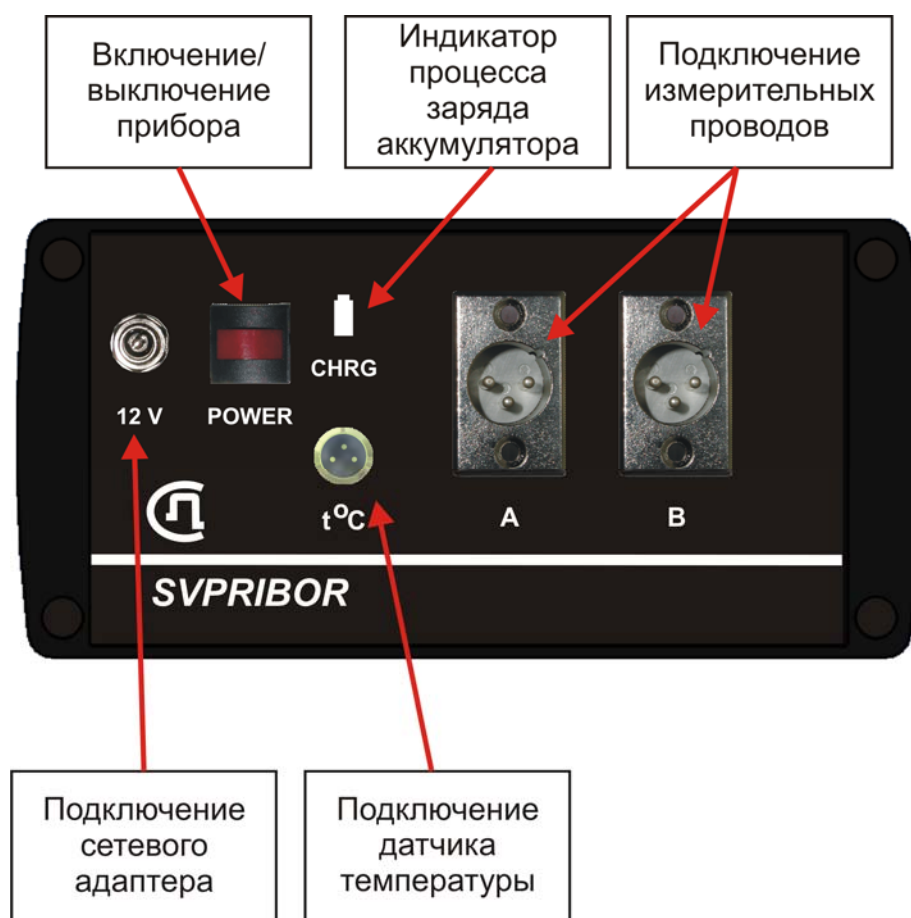 Включение/
выключение
прибора
Индикатор
процесса
заряда
аккумулятора
Подключение
измерительных
проводов
12 V
POWER
CHRG
t°C
A
B
SVPRIBOR
Подключение
сетевого
адаптера
Подключение
датчика
температуры